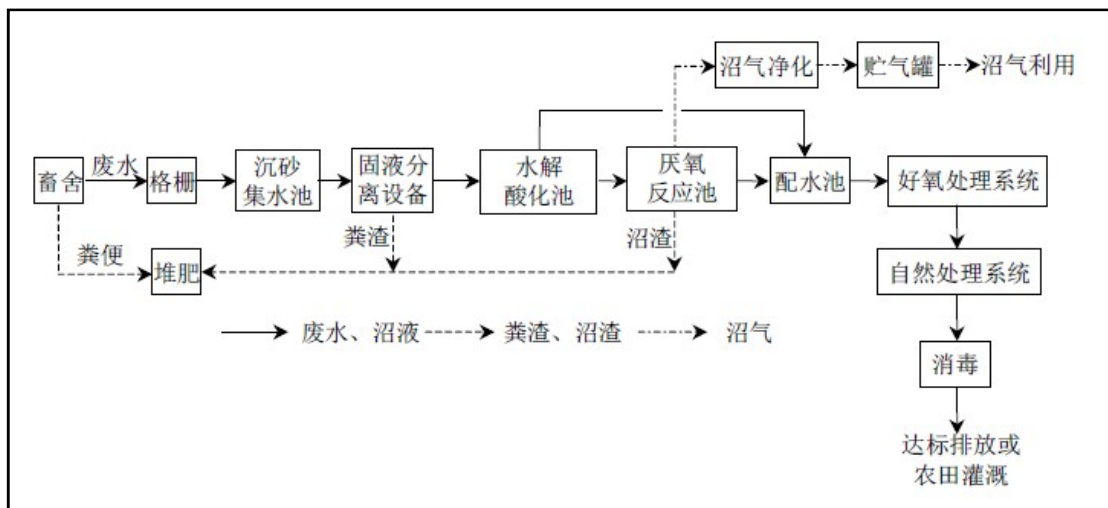 沼气净化
贮气罐
沼气利用
畜舍
废水
格栅
沉砂
集水池
固液分
离设备
水解
酸化池
厌氧
反应池
配水池
好氧处理系统
粪渣
沼渣
粪便
堆肥
自然处理系统
废水、沼液
粪渣、沼渣
沼气
消毒
达标排放或
农田灌溉